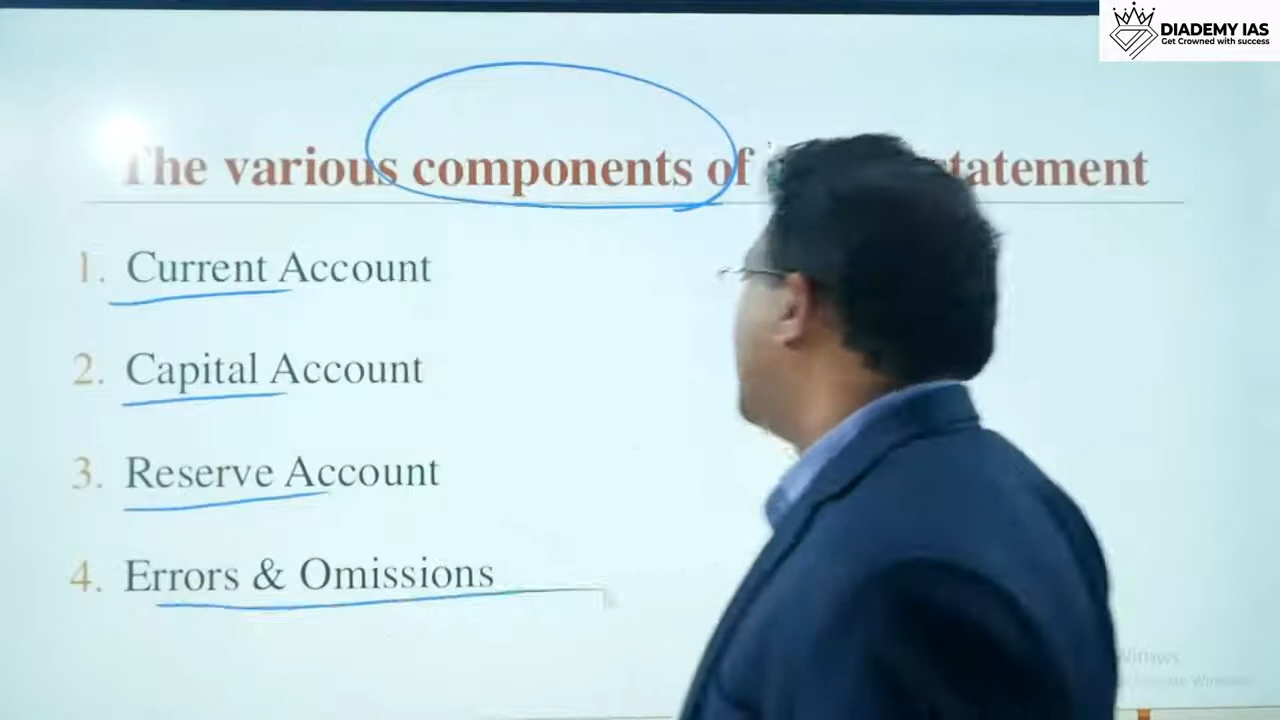 DIADEMY IAS
Get Crowned with success
The various components of statement
1. Current Account
2. Capital Account
3. Reserve Account
4. Errors & Omissions